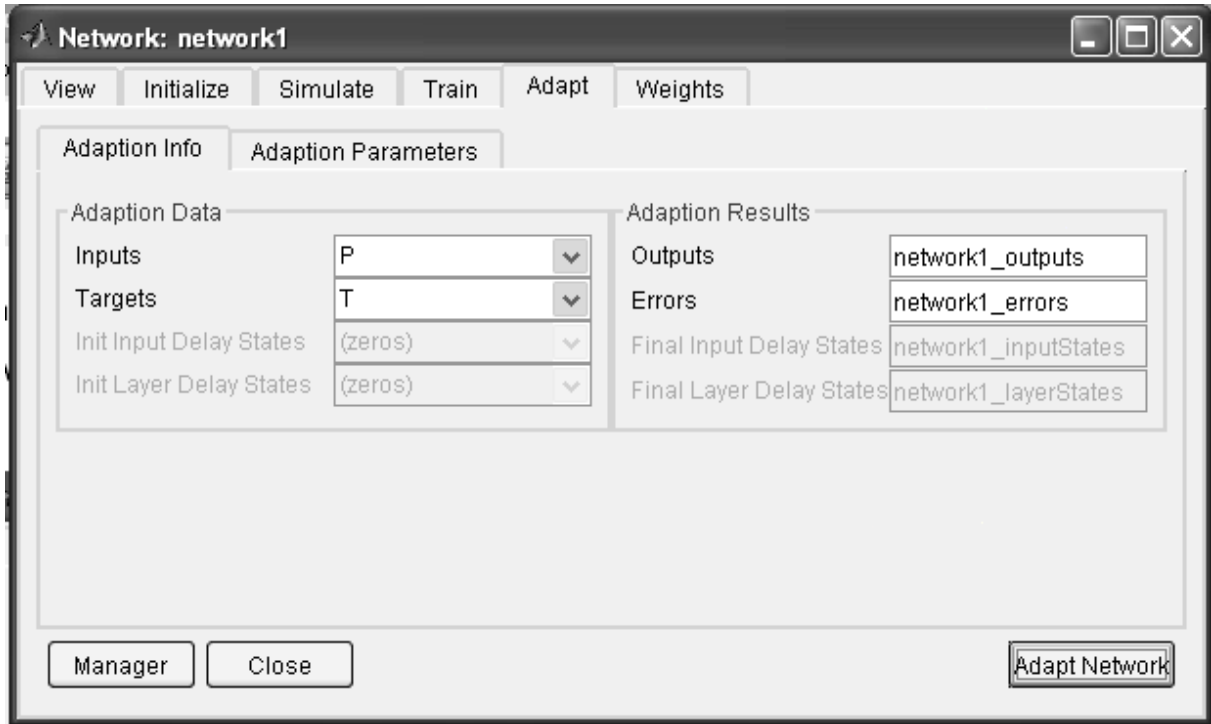 Network: network1
View Initialize Simulate Train Adapt Weights
Adaption Info Adaption Parameters
Adaption Data
Inputs P
Targets T
Init Input Delay States (zeros)
Init Layer Delay States (zeros)
Adaption Results
Outputs network1_outputs
Errors network1_errors
Final Input Delay States network1_inputStates
Final Layer Delay States network1_layerStates
Manager Close Adapt Network